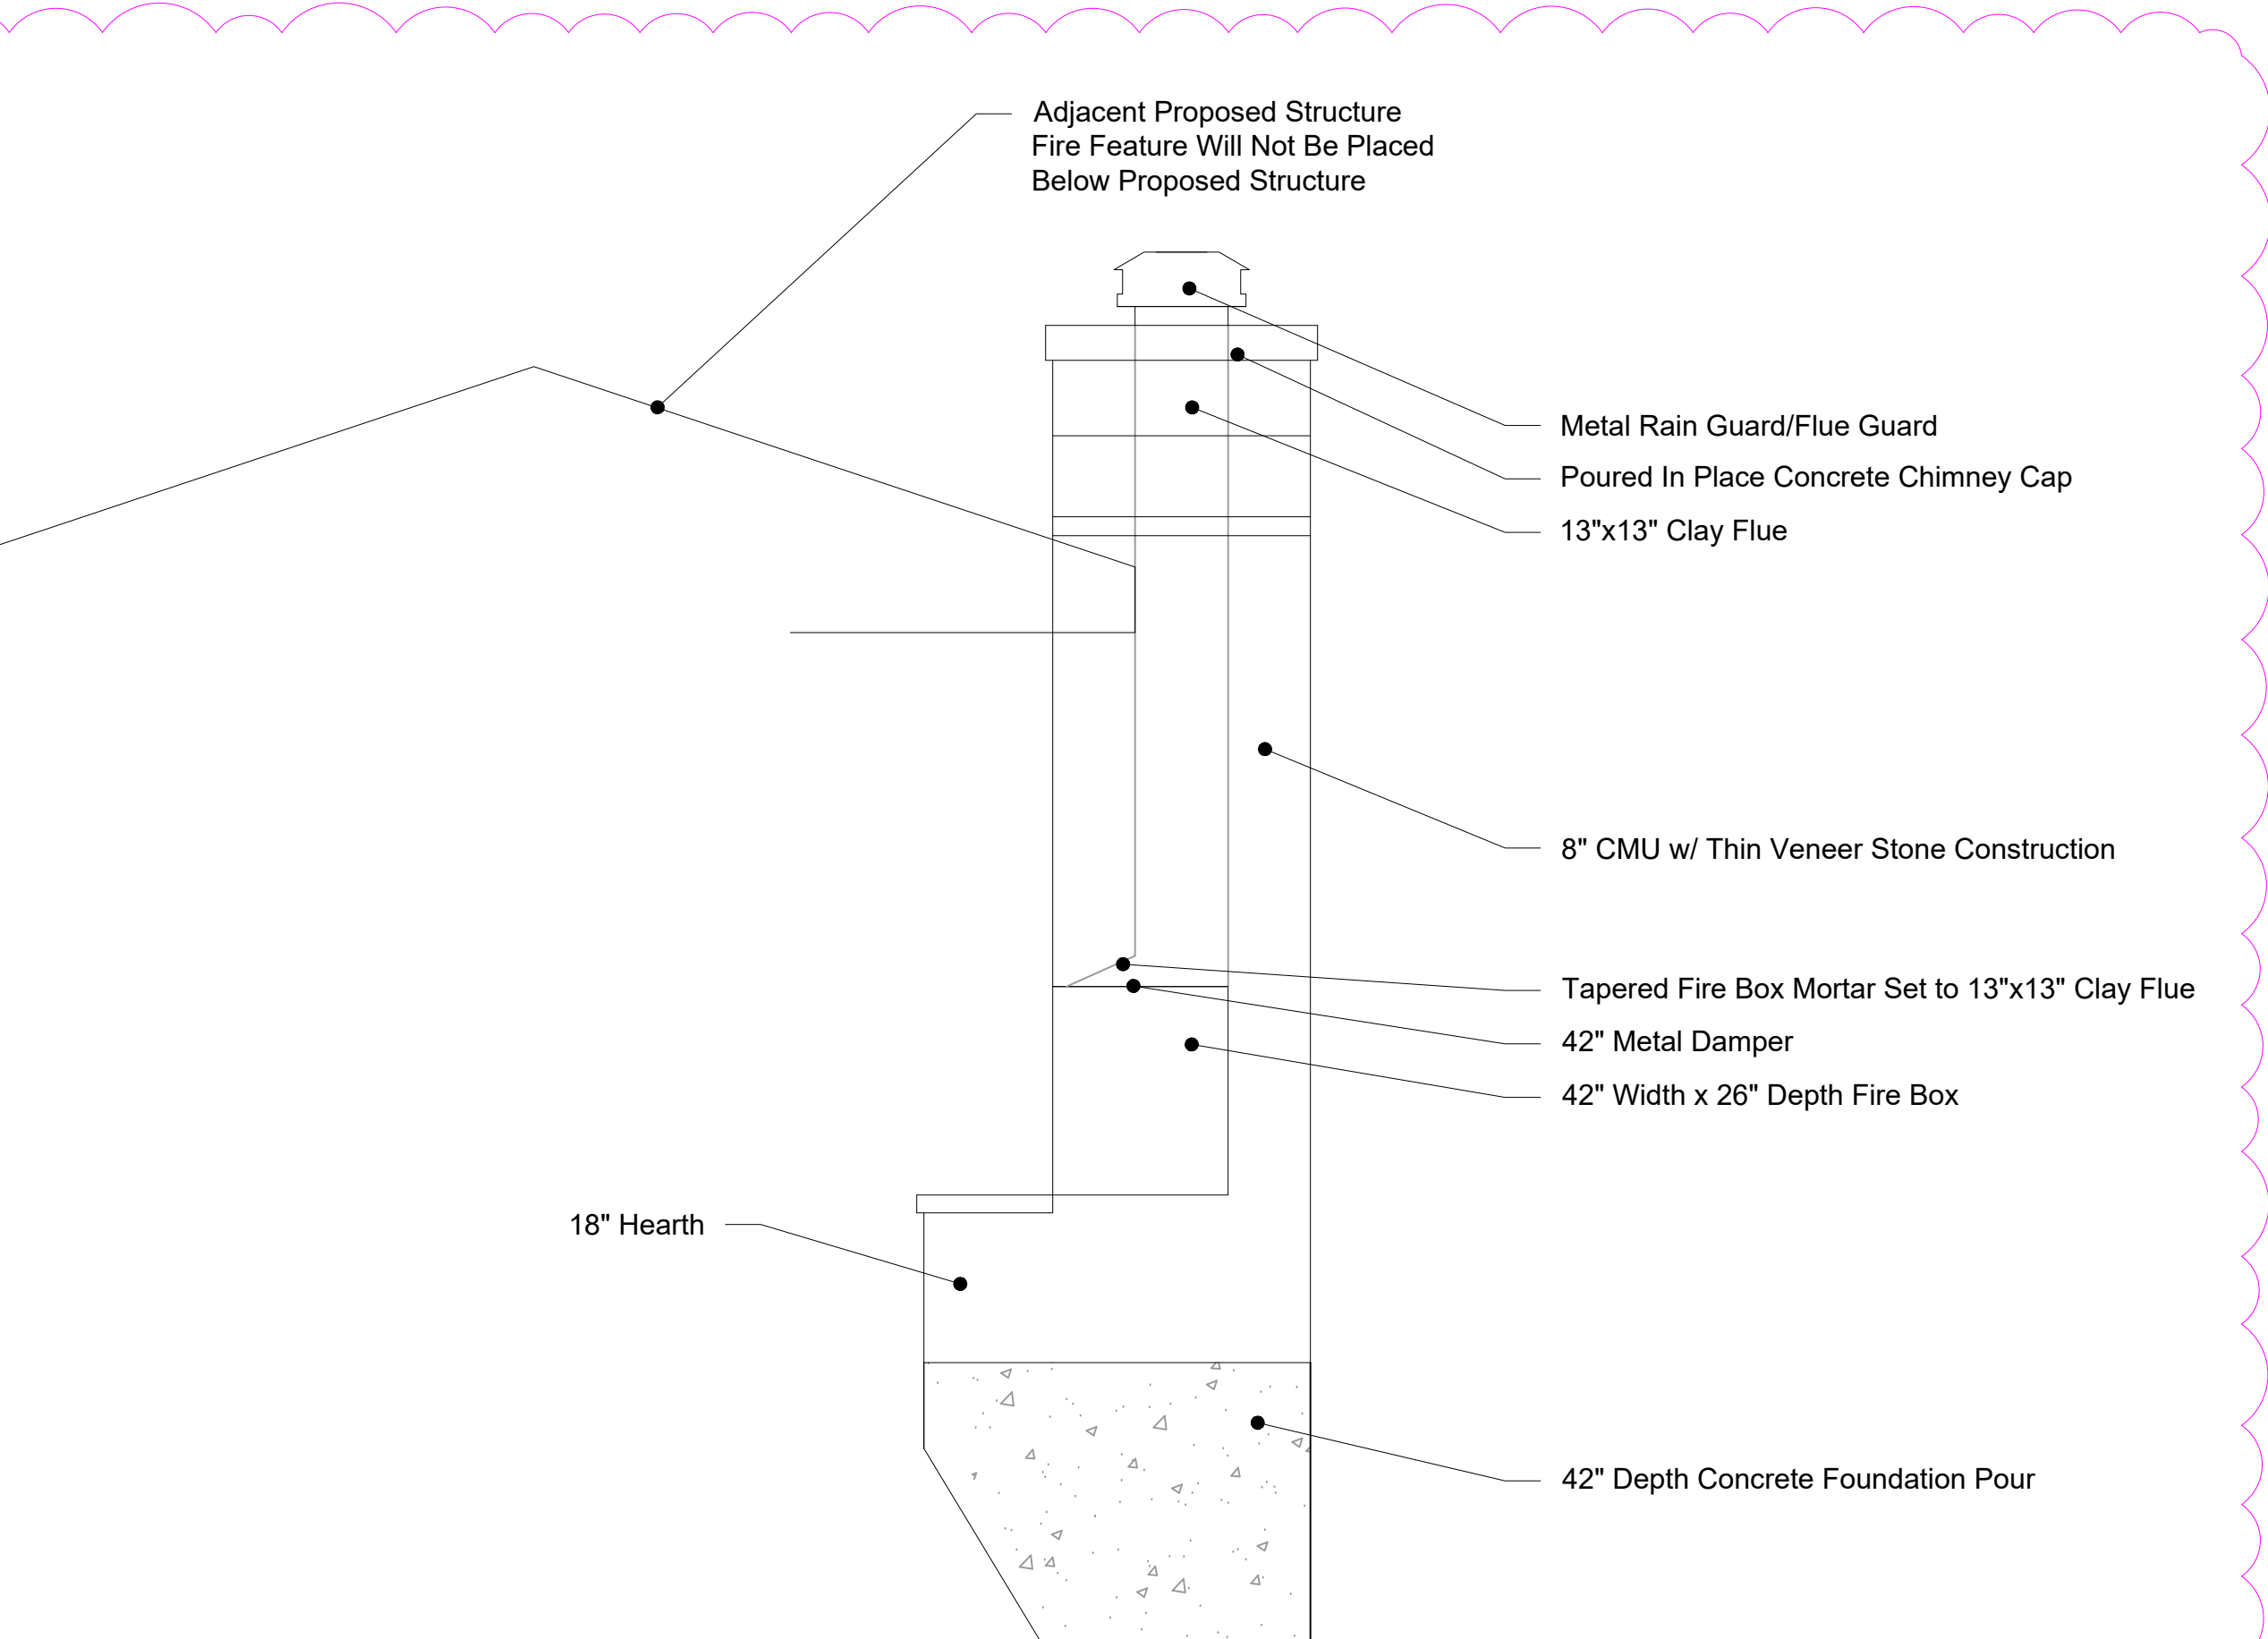 Adjacent Proposed Structure
Fire Feature Will Not Be Placed
Below Proposed Structure
Metal Rain Guard/Flue Guard
Poured In Place Concrete Chimney Cap
13"x13" Clay Flue
8" CMU w/ Thin Veneer Stone Construction
Tapered Fire Box Mortar Set to 13"x13" Clay Flue
42" Metal Damper
42" Width x 26" Depth Fire Box
18" Hearth
42" Depth Concrete Foundation Pour